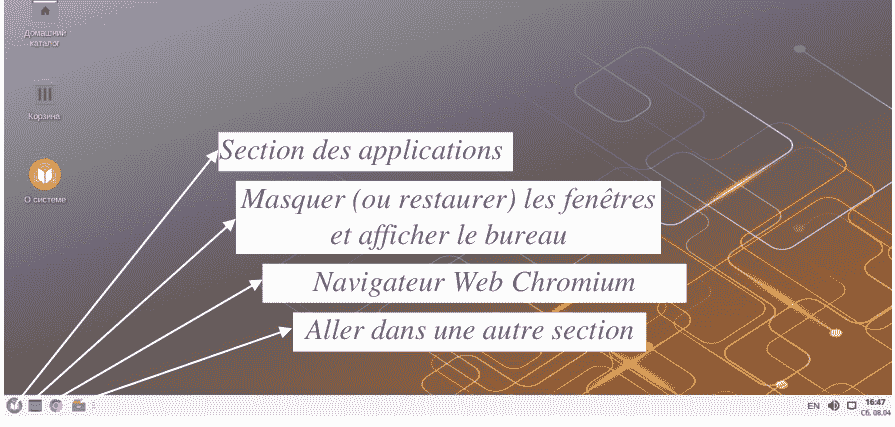 Домашний
каталог
Корзина
О системе
Section des applications
Masquer (ou restaurer) les fenêtres
et afficher le bureau
Navigateur Web Chromium
Aller dans une autre section
EN
16:47
Сб, 08.04